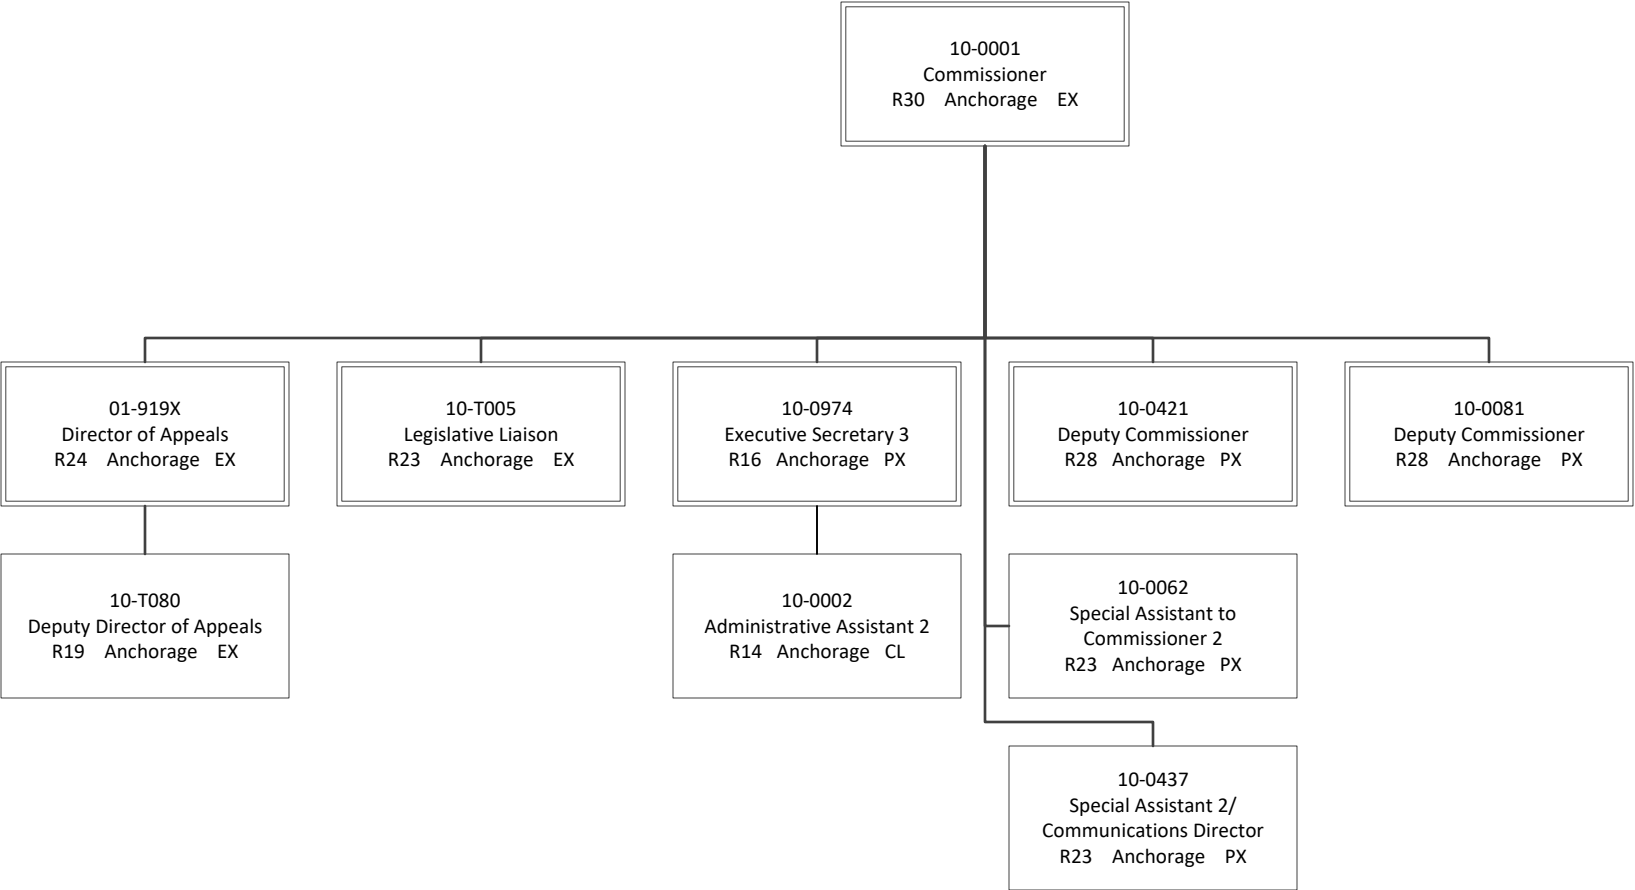 10-0001
Commissioner
R30 Anchorage EX
01-919X
Director of Appeals
R24 Anchorage EX
10-T005
Legislative Liaison
R23 Anchorage EX
10-0974
Executive Secretary 3
R16 Anchorage PX
10-0421
Deputy Commissioner
R28 Anchorage PX
10-0081
Deputy Commissioner
R28 Anchorage PX
10-T080
Deputy Director of Appeals
R19 Anchorage EX
10-0002
Administrative Assistant 2
R14 Anchorage CL
10-0062
Special Assistant to
Commissioner 2
R23 Anchorage PX
10-0437
Special Assistant 2/
Communications Director
R23 Anchorage PX